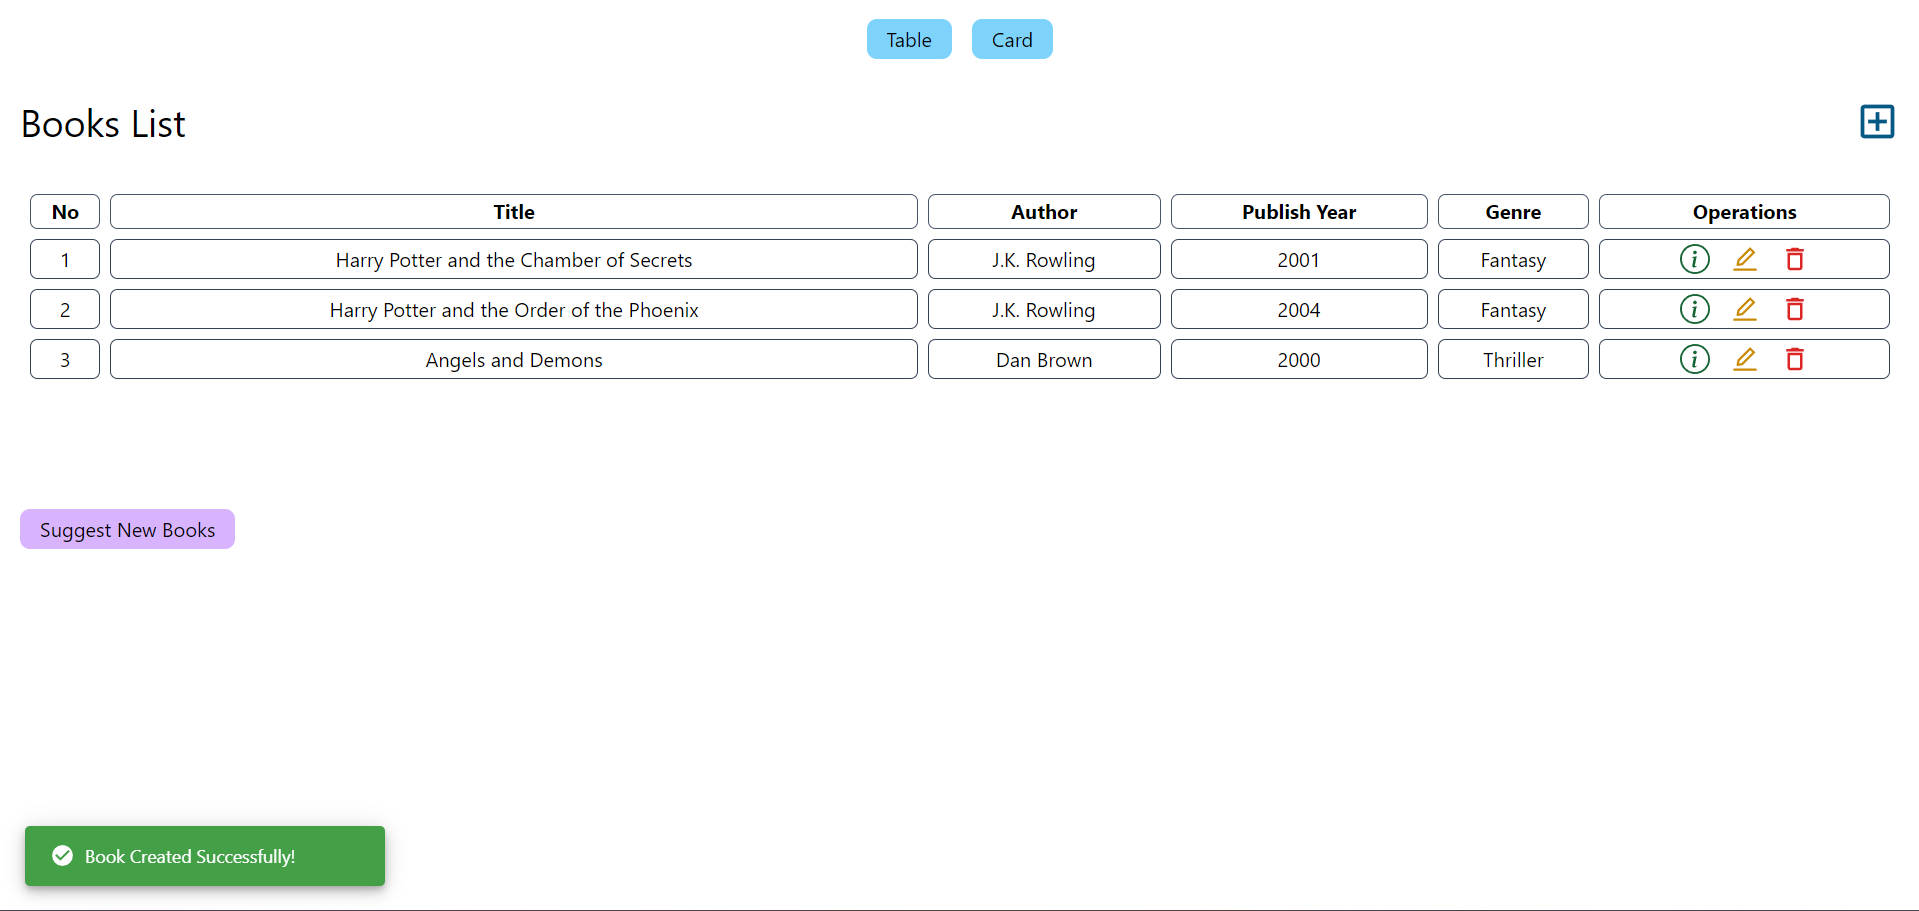 Table Card
Books List
No Title Author Publish Year Genre Operations
1 Harry Potter and the Chamber of Secrets J.K. Rowling 2001 Fantasy
2 Harry Potter and the Order of the Phoenix J.K. Rowling 2004 Fantasy
3 Angels and Demons Dan Brown 2000 Thriller
Suggest New Books
Book Created Successfully!